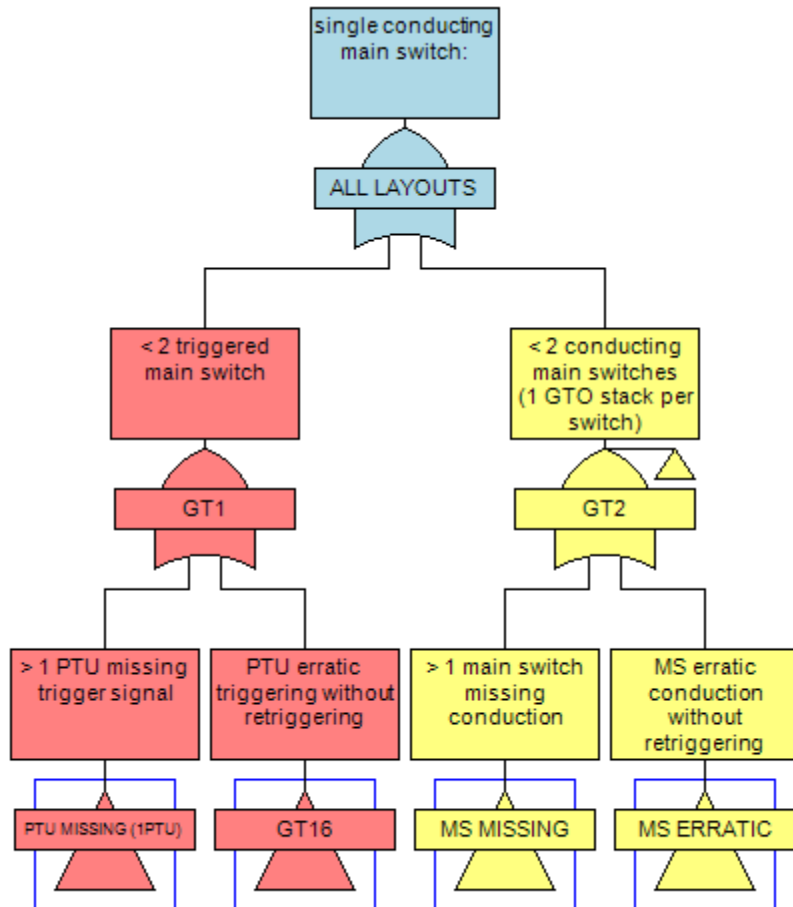 single conducting
main switch:
ALL LAYOUTS
< 2 triggered
main switch
< 2 conducting
main switches
(1 GTO stack per
switch)
GT1
GT2
> 1 PTU missing
trigger signal
PTU erratic
triggering without
retriggering
> 1 main switch
missing
conduction
MS erratic
conduction
without
retriggering
PTU MISSING (1PTU)
GT16
MS MISSING
MS ERRATIC